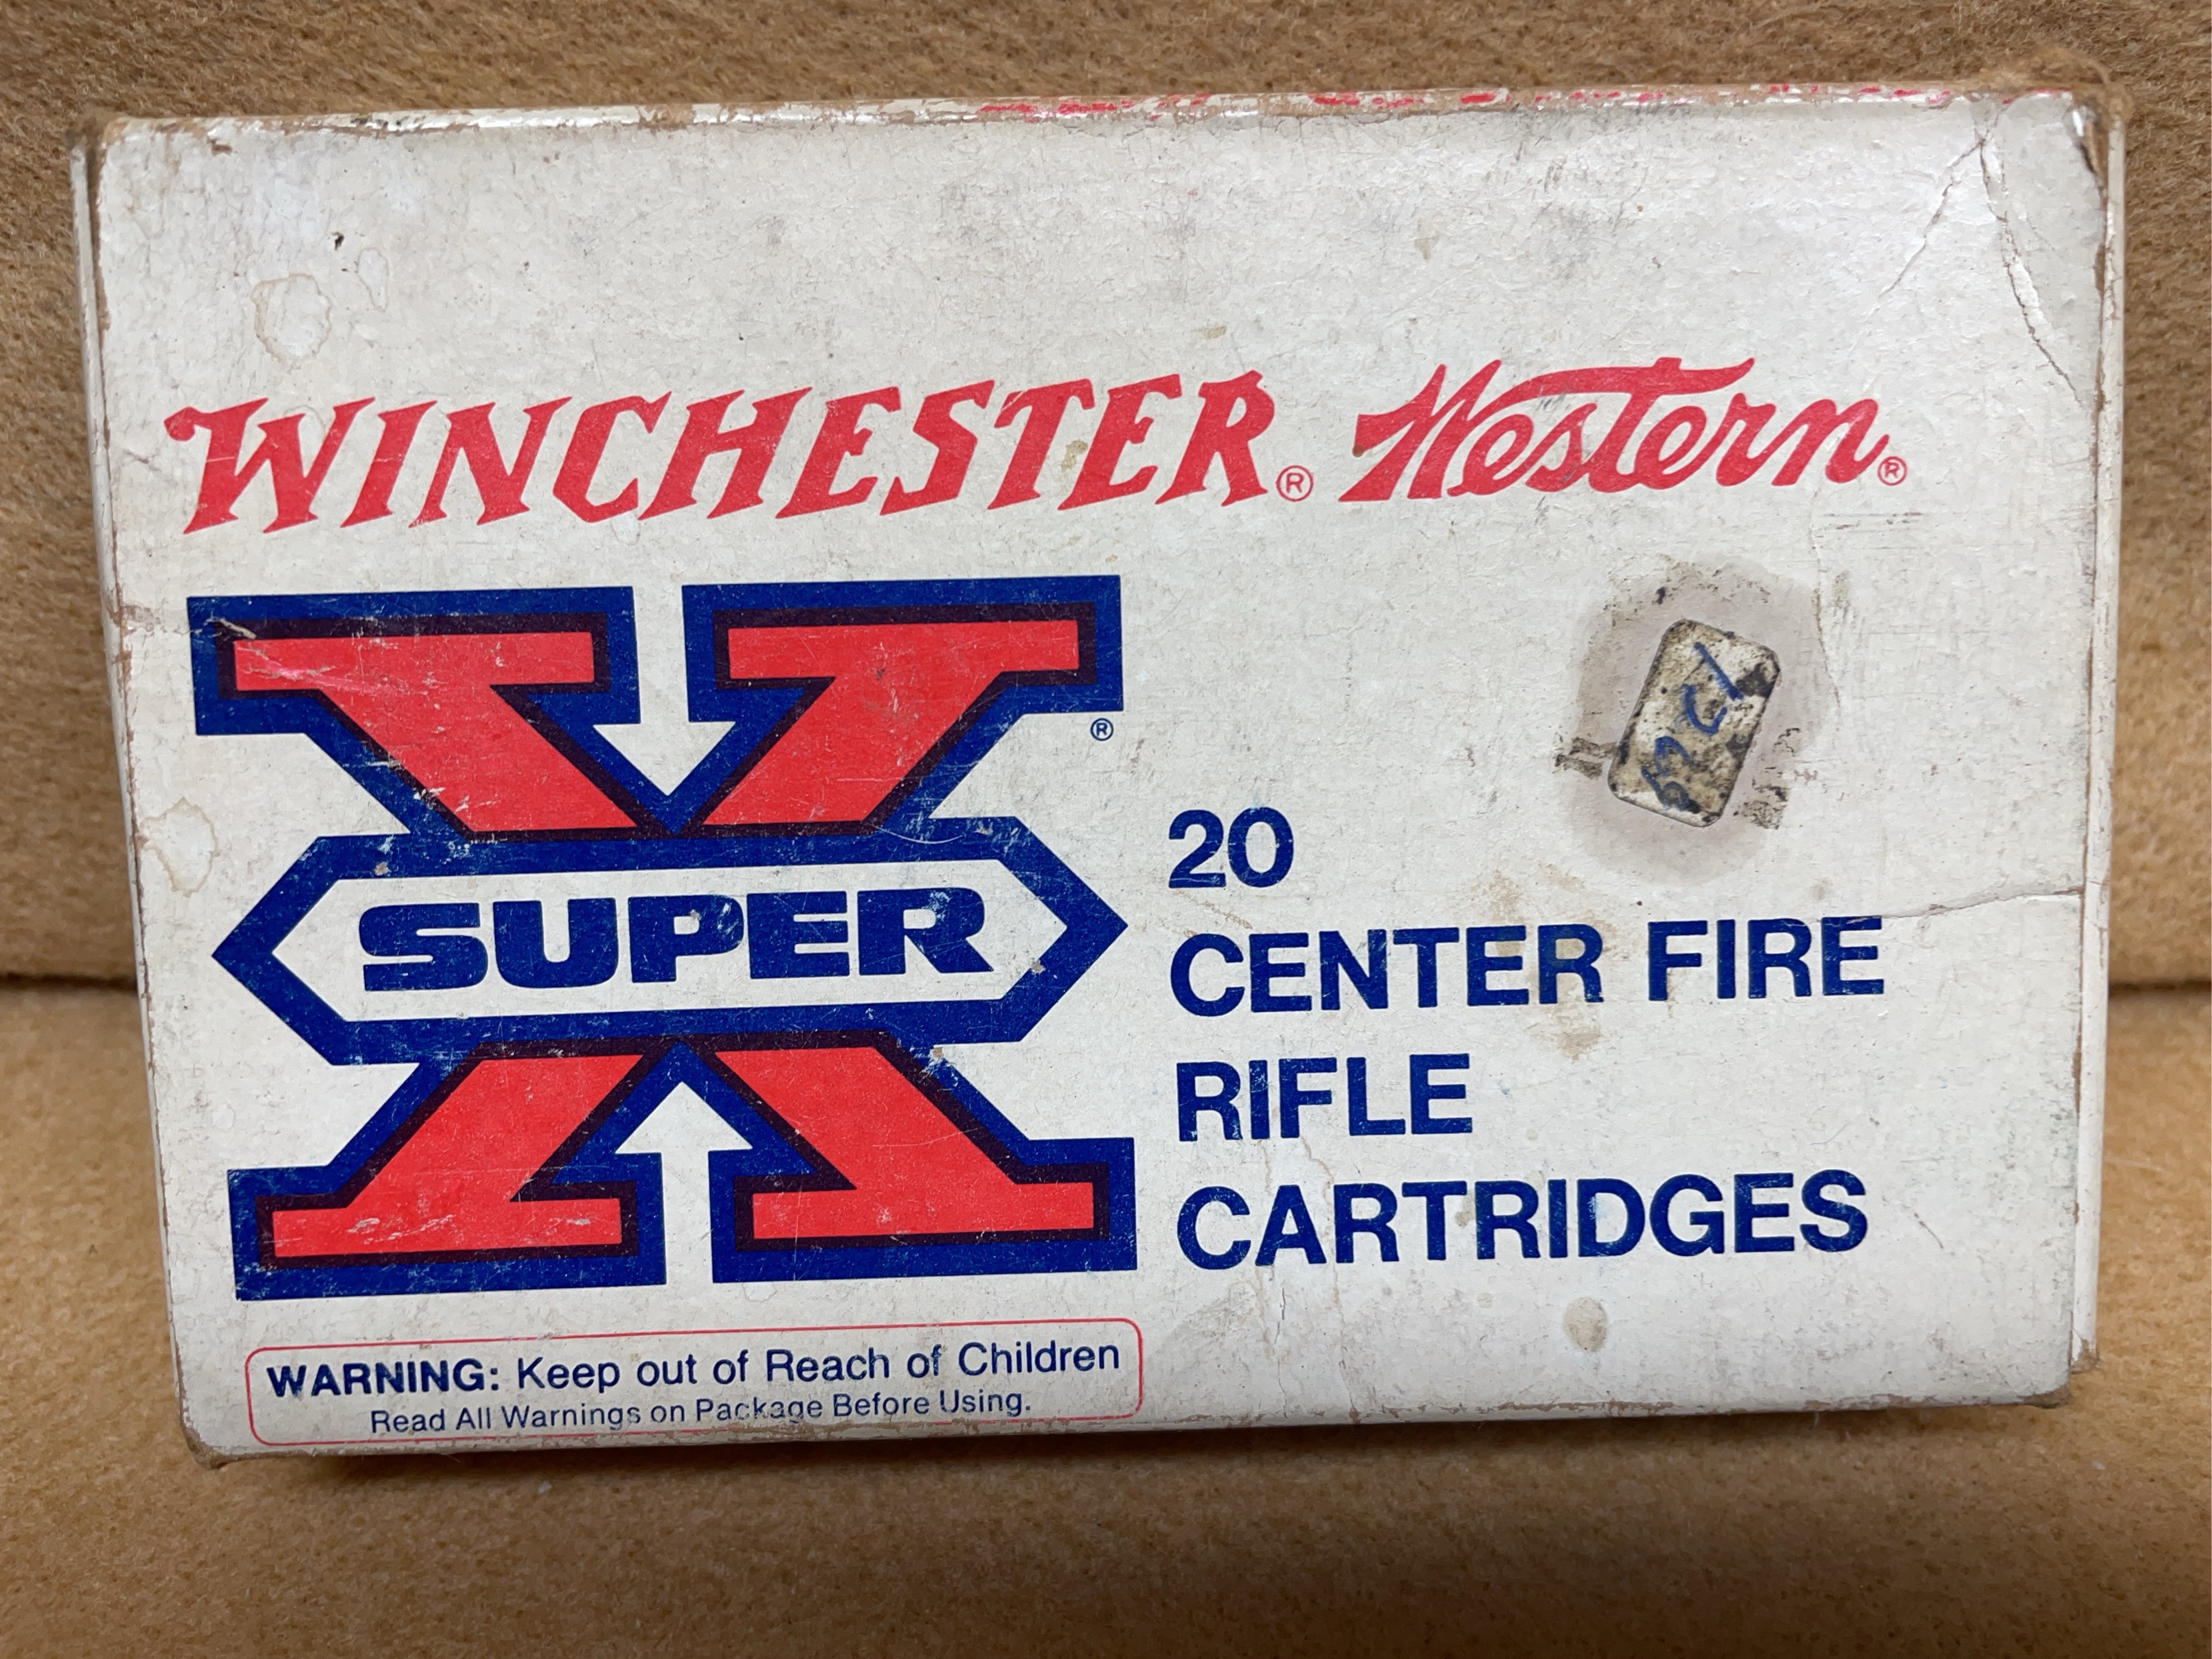 WINCHESTER® Western®
®
SUPER
20
CENTER FIRE
RIFLE
CARTRIDGES
WARNING: Keep out of Reach of Children
Read All Warnings on Package Before Using.